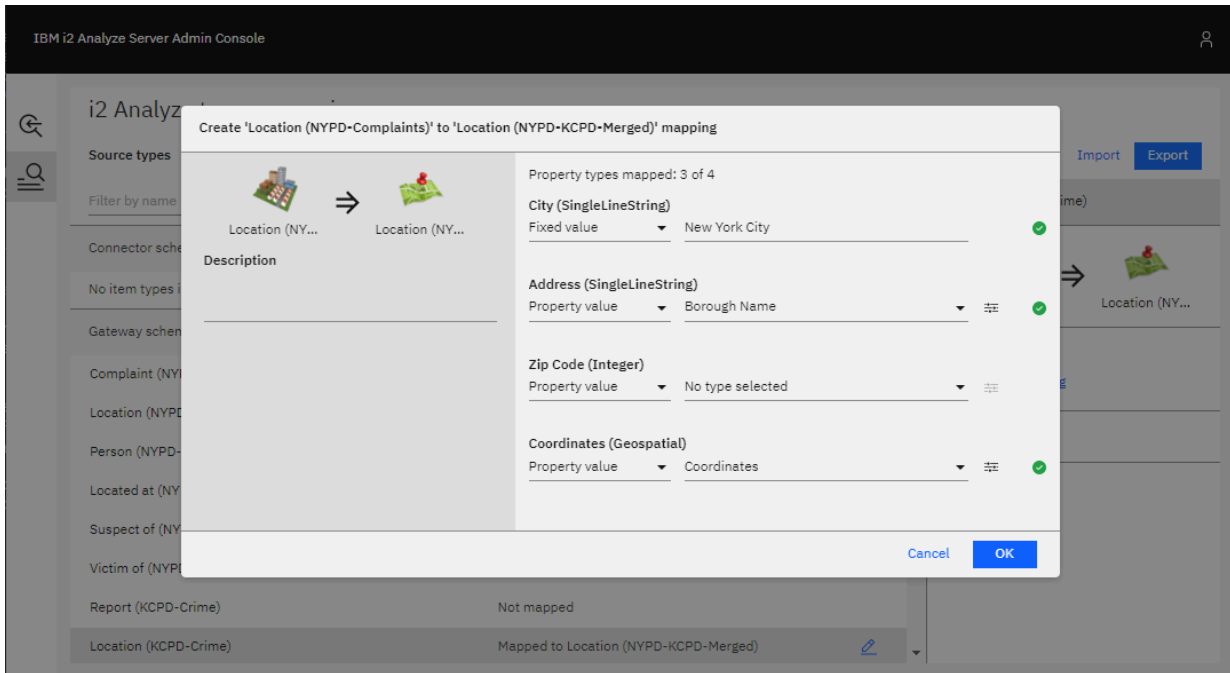 IBM i2 Analyze Server Admin Console
i2 Analyz
Create 'Location (NYPD-Complaints)' to 'Location (NYPD-KCPD-Merged)' mapping
Source types
Import
Export
Filter by name
ime)
Location (NY...
Location (NY...
Description
Property types mapped: 3 of 4
City (SingleLineString)
Fixed value
New York City
Address (SingleLineString)
Property value
Borough Name
Zip Code (Integer)
Property value
No type selected
Coordinates (Geospatial)
Property value
Coordinates
Cancel
OK
Connector sche
No item types i
Gateway schen
Complaint (NYI
Location (NYPD
Person (NYPD-
Located at (NY
Suspect of (NY
Victim of (NYPD
Report (KCPD-Crime)
Not mapped
Location (KCPD-Crime)
Mapped to Location (NYPD-KCPD-Merged)
Location (NY...
g